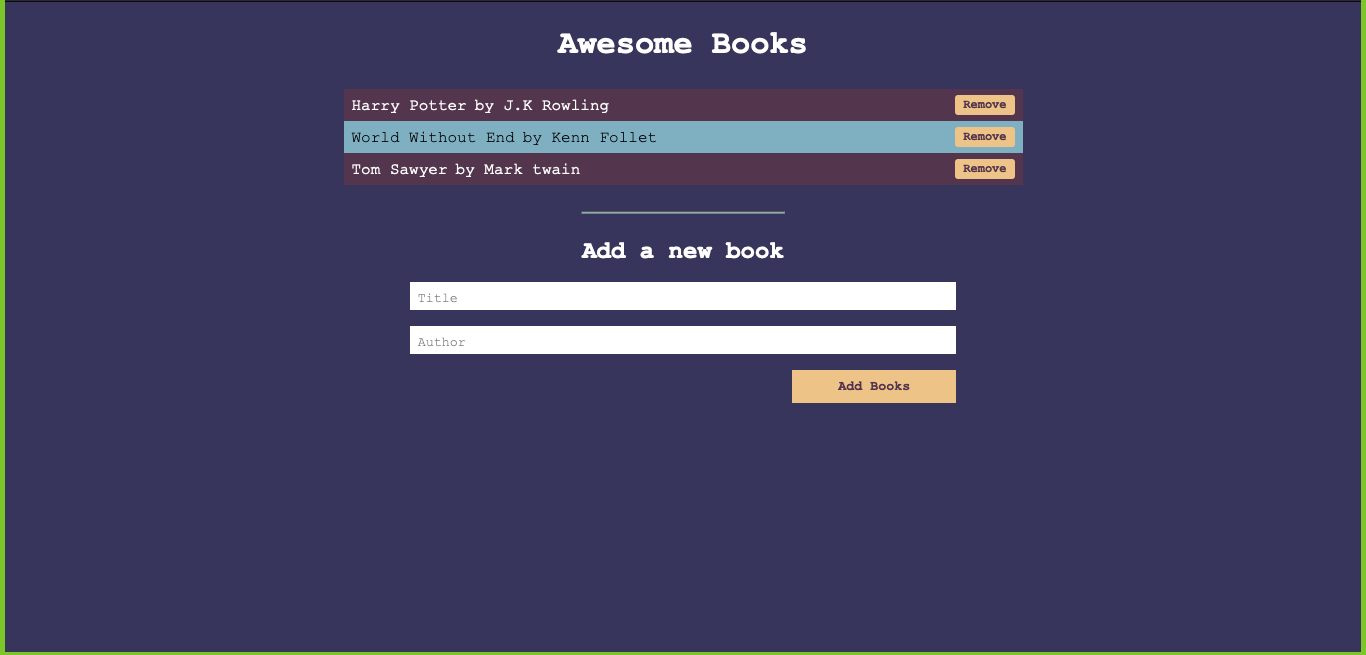 Awesome Books
Harry Potter by J.K Rowling Remove
World Without End by Kenn Follet Remove
Tom Sawyer by Mark twain Remove
Add a new book
Title
Author
Add Books